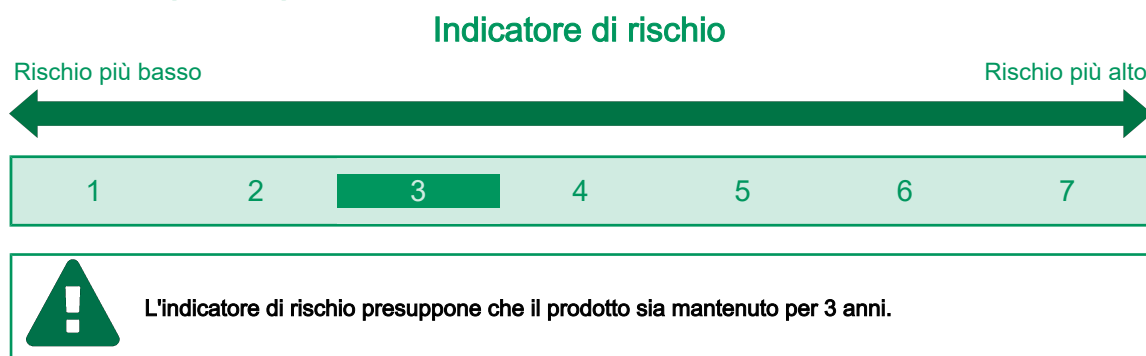 Indicatore di rischio
Rischio più basso Rischio più alto
1 2 3 4 5 6 7
L'indicatore di rischio presuppone che il prodotto sia mantenuto per 3 anni.